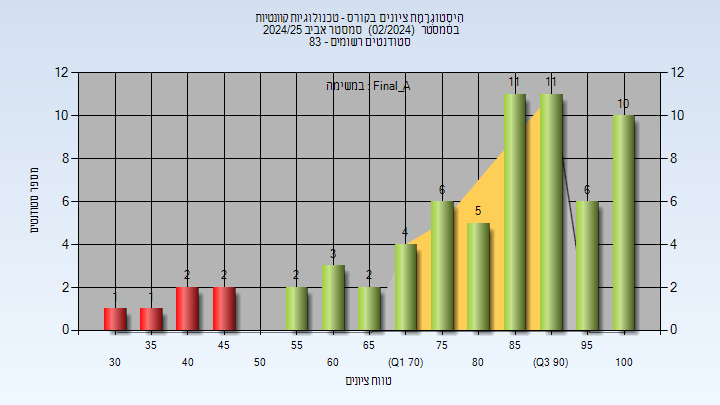 היסטוגרמת ציונים בקורס - טכנולוגיות קוונטיות
בסמסטר (02/2024) סמסטר אביב 2024/25
סטודנטים רשומים - 83
במשימה : Final_A
12 12
10 10
8 8
6 6
4 4
2 2
0 0
1 1 2 2 2 3 2 4 6 5 11 11 6 10
מספר סטודנטים
35 45 55 65 75 85 95
30 40 50 60 (Q1 70) 80 (Q3 90) 100
טווח ציונים